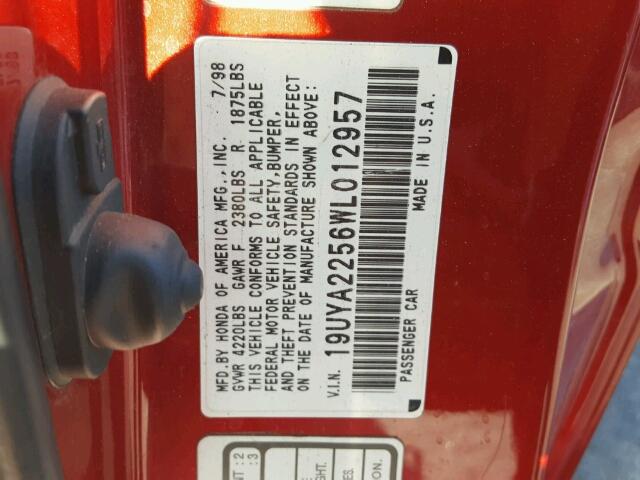 MFD.BY HONDA OF AMERICA MFG.,INC. 7/98
GVWR 4220LBS GAWR F 2380LBS R 1875LBS
THIS VEHICLE CONFORMS TO ALL APPLICABLE
FEDERAL MOTOR VEHICLE SAFETY,BUMPER,
AND THEFT PREVENTION STANDARDS IN EFFECT
ON THE DATE OF MANUFACTURE SHOWN ABOVE:
V.I.N. 19UYA2256WL012957
PASSENGER CAR MADE IN U.S.A.
:2
:3